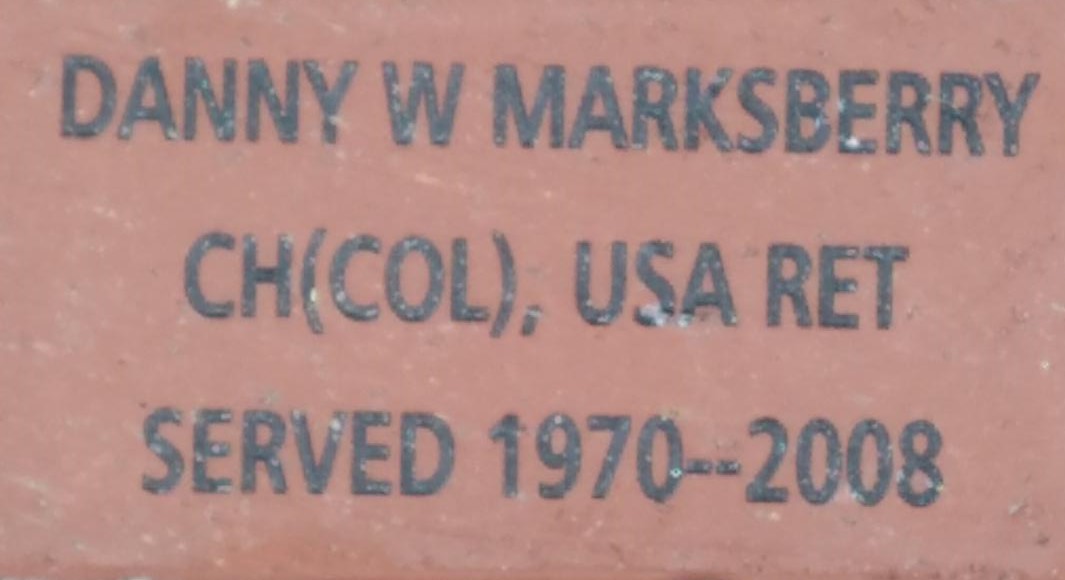 DANNY W MARKSBERRY
CH(COL), USA RET
SERVED 1970--2008